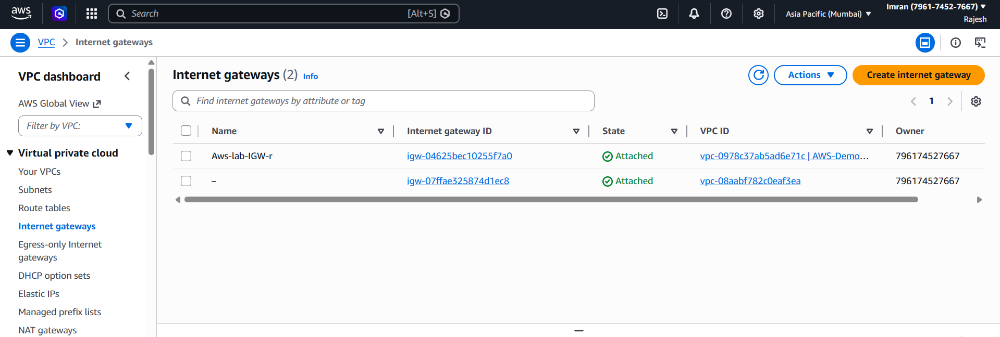 aws
Search [Alt+S]
Asia Pacific (Mumbai)
Imran (7961-7452-7667)
Rajesh
VPC
Internet gateways
VPC dashboard
AWS Global View
Filter by VPC:
Virtual private cloud
Your VPCs
Subnets
Route tables
Internet gateways
Egress-only Internet
gateways
DHCP option sets
Elastic IPs
Managed prefix lists
NAT gateways
Internet gateways (2) Info
Actions
Create internet gateway
Find internet gateways by attribute or tag
1
Name Internet gateway ID State VPC ID Owner
Aws-lab-IGW-r igw-04625bec10255f7a0 Attached vpc-0978c37ab5ad6e71c | AWS-Demo… 796174527667
– igw-07ffae325874d1ec8 Attached vpc-08aabf782c0eaf3ea 796174527667